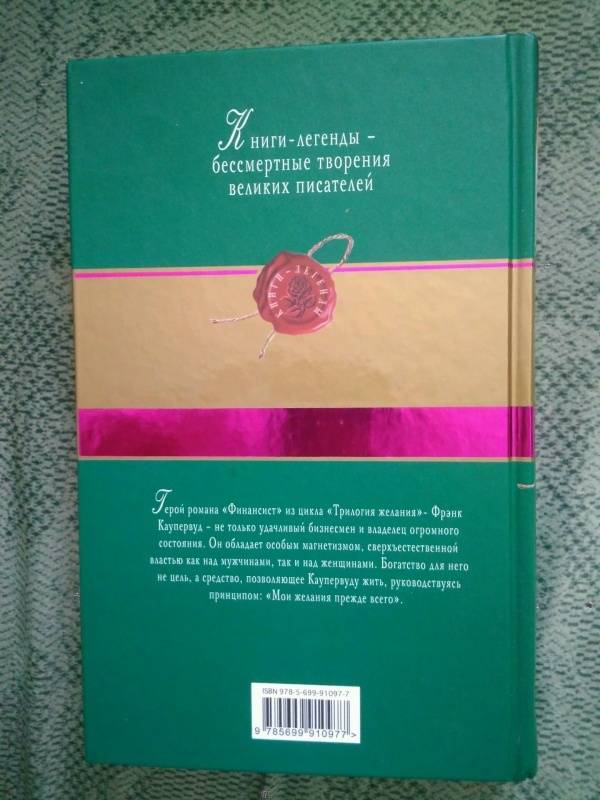 Книги-легенды –
бессмертные творения
великих писателей
КНИГИ-ЛЕГЕНДЫ
Герой романа «Финансист» из цикла «Трилогия желания»- Фрэнк
Каупервуд – не только удачливый бизнесмен и владелец огромного
состояния. Он обладает особым магнетизмом, сверхъестественной
властью как над мужчинами, так и над женщинами. Богатство для него
не цель, а средство, позволяющее Каупервуду жить, руководствуясь
принципом: «Мои желания прежде всего».
ISBN 978-5-699-91097-7
9 785699 910977>